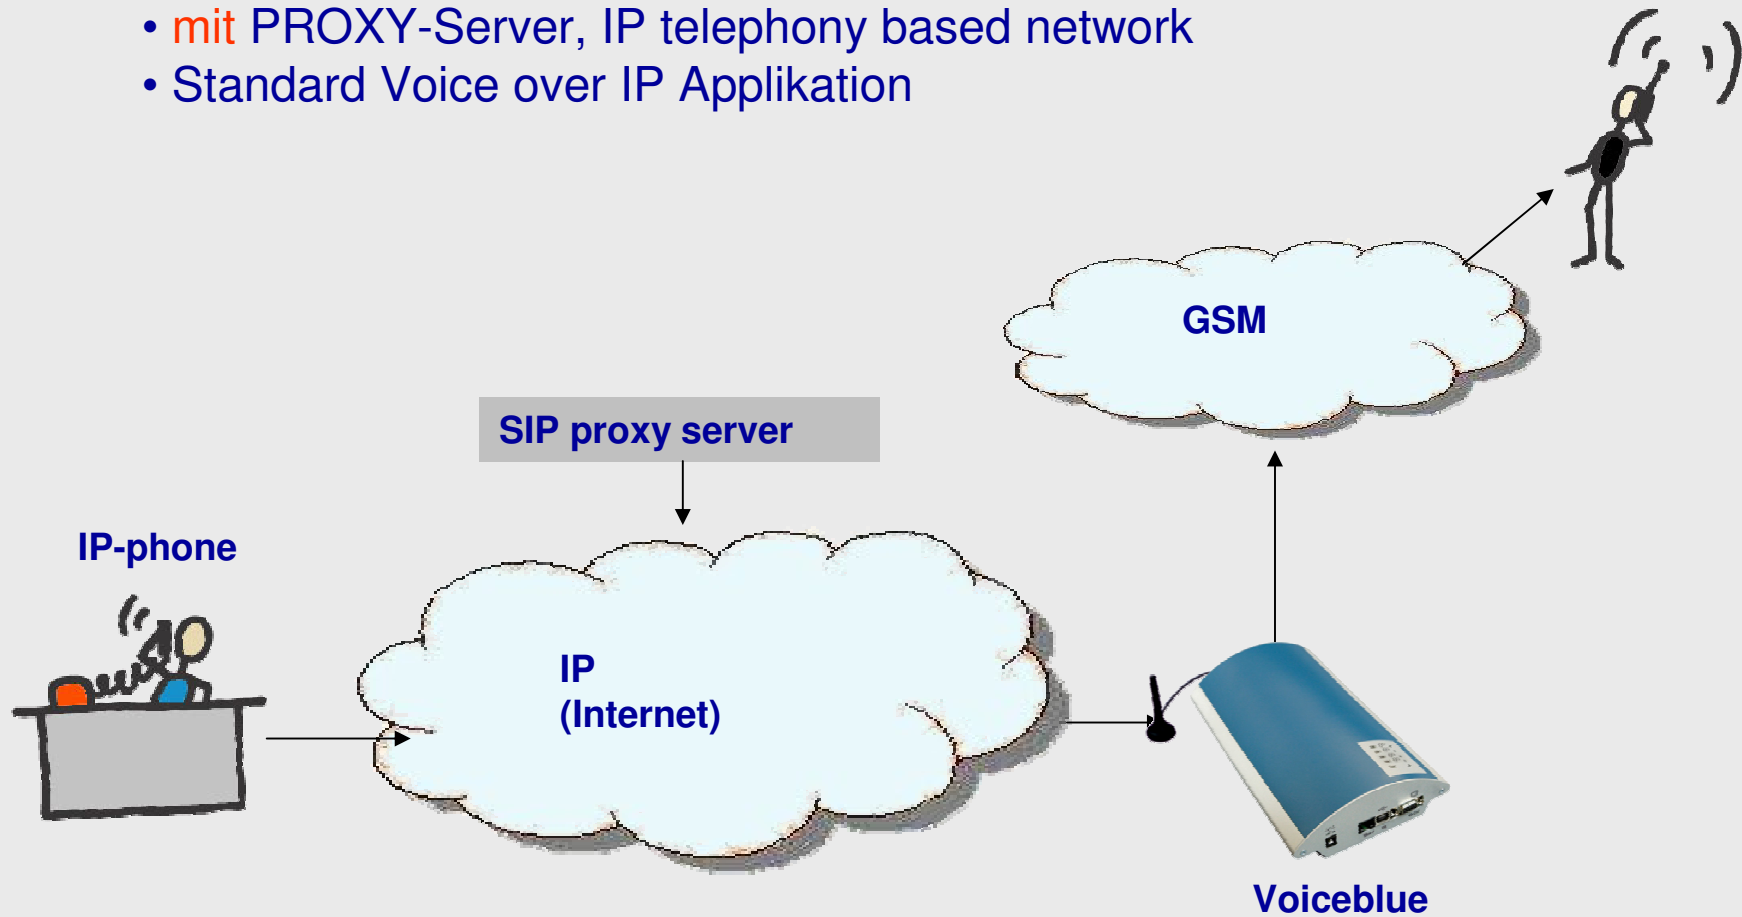 • mit PROXY-Server, IP telephony based network
• Standard Voice over IP Applikation
GSM
SIP proxy server
IP-phone
IP
(Internet)
Voiceblue